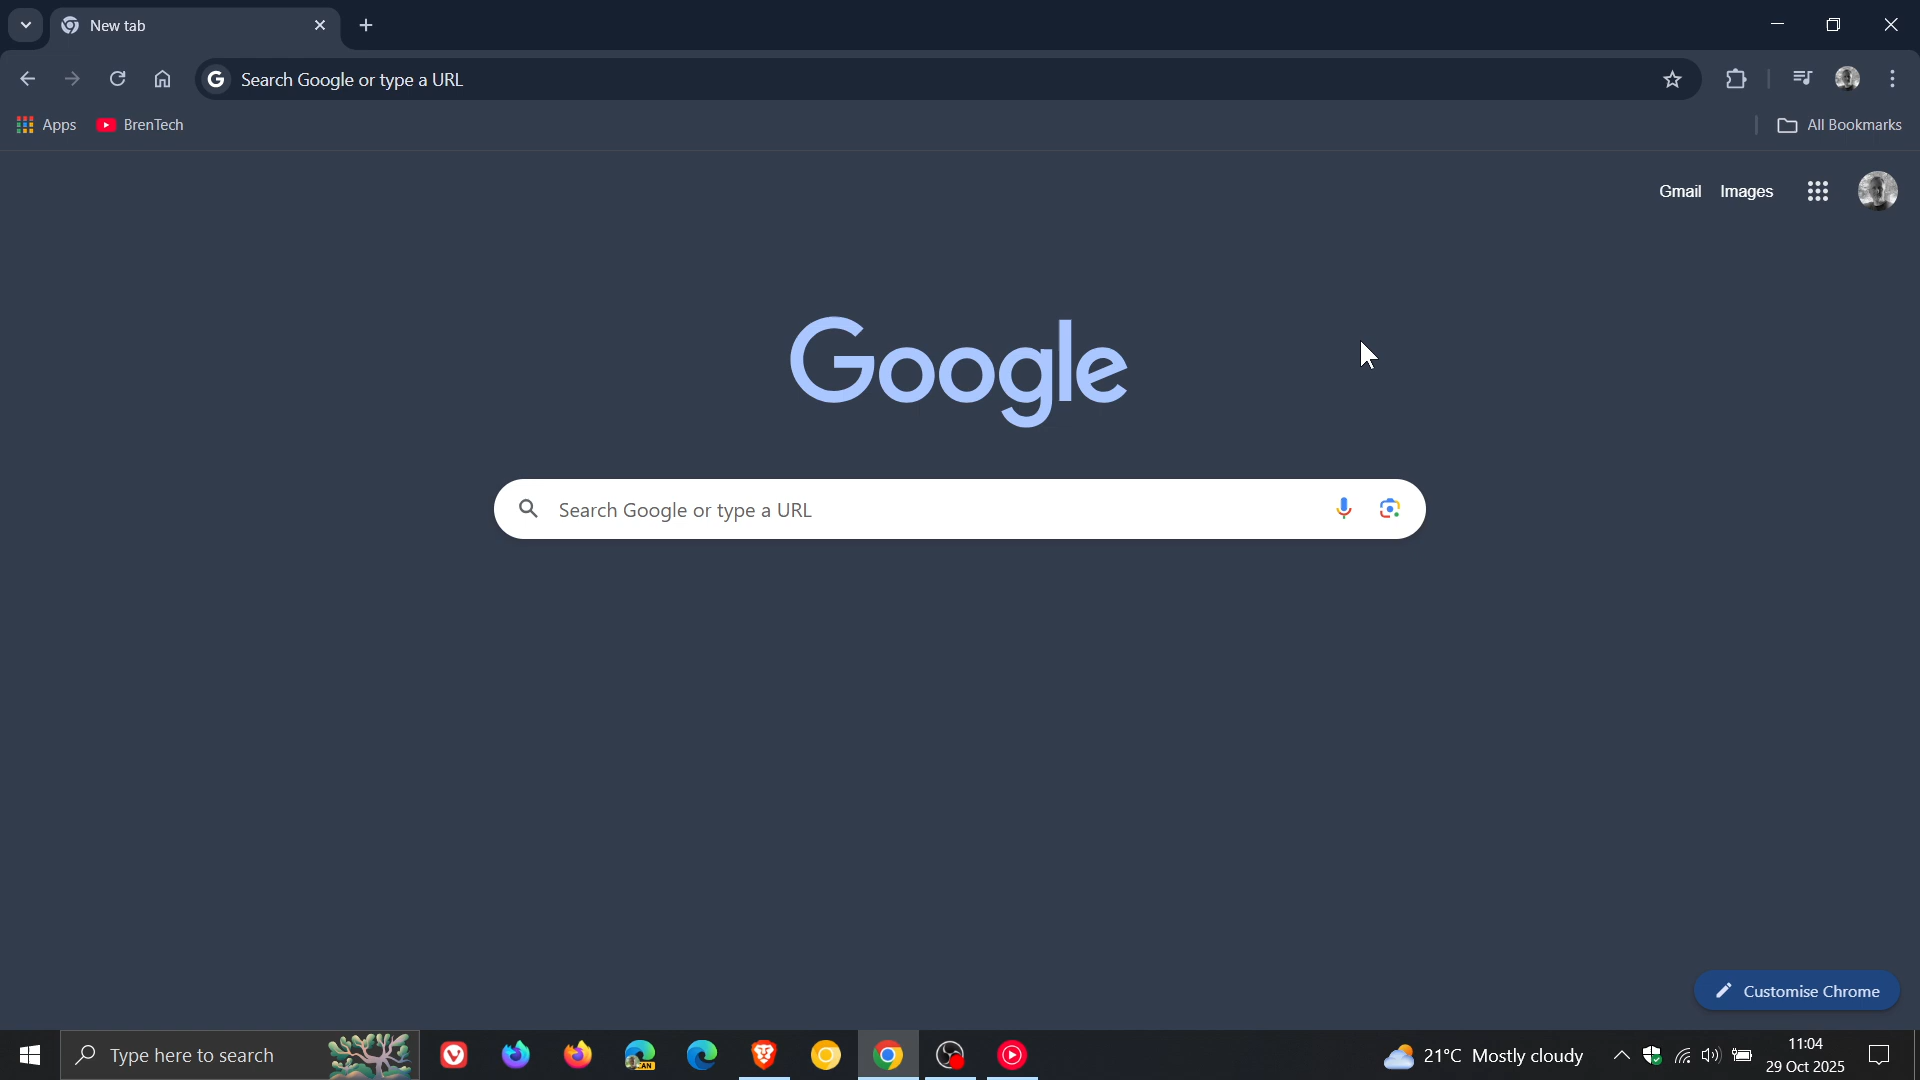 New tab
Search Google or type a URL
Apps
BrenTech
All Bookmarks
Gmail
Images
Google
Search Google or type a URL
Customise Chrome
Type here to search
CAN
21°C Mostly cloudy
11:04
29 Oct 2025